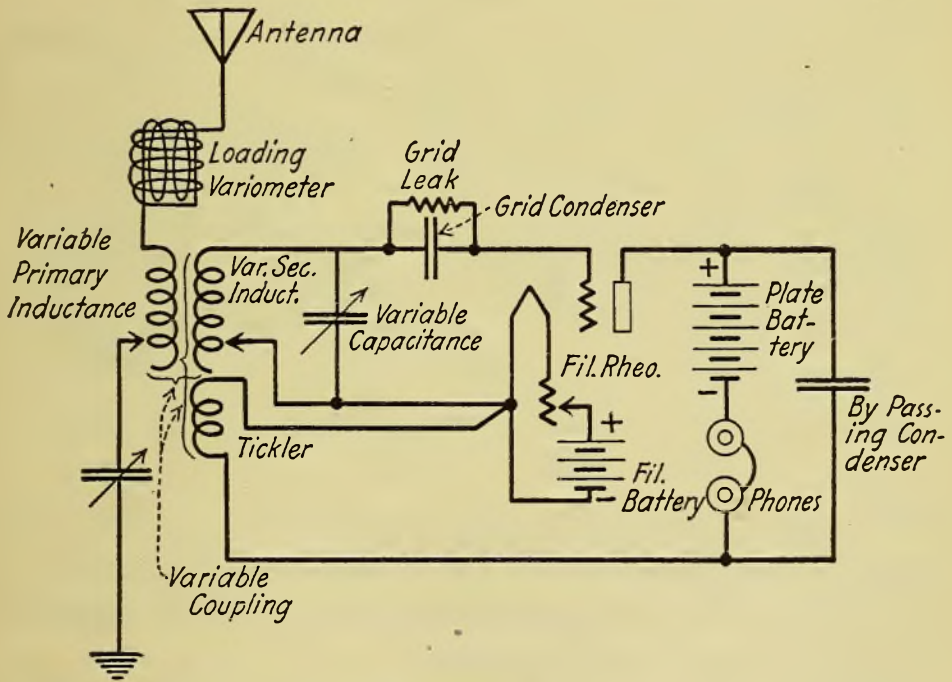 Antenna
Loading
Variometer
Grid
Leak
Grid Condenser
Variable
Primary
Inductance
Var. Sec.
Induct.
Variable
Capacitance
Fil. Rheo.
+
Plate
Bat-
tery
-
+
Fil.
Battery
-
By Pass-
ing Con-
denser
Tickler
Phones
Variable
Coupling